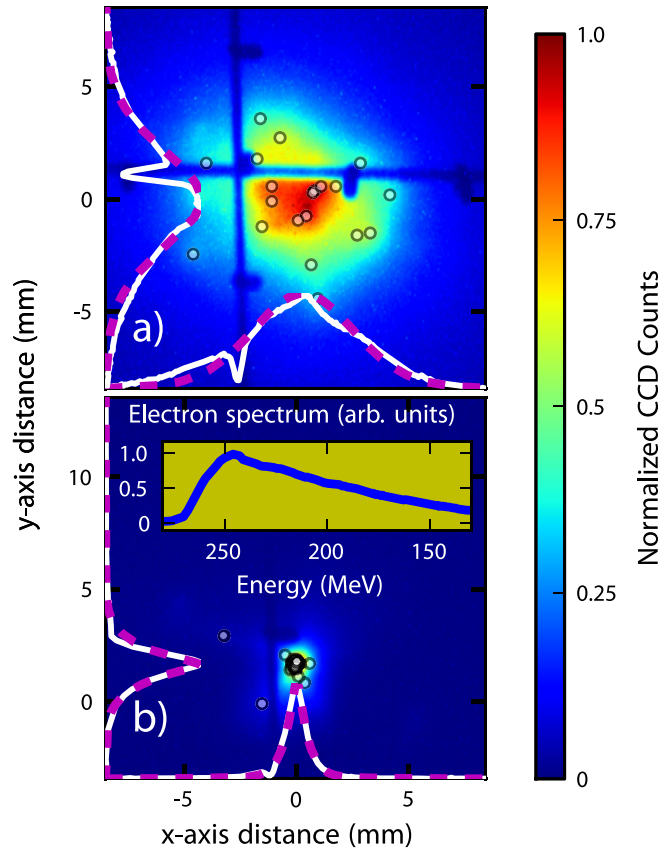 5
0
-5
a)
1.0
0.75
0.5
0.25
0
Normalized CCD Counts
y-axis distance (mm)
Electron spectrum (arb. units)
1.0
0.5
0
250 200 150
Energy (MeV)
10
5
0
b)
-5 0 5
x-axis distance (mm)